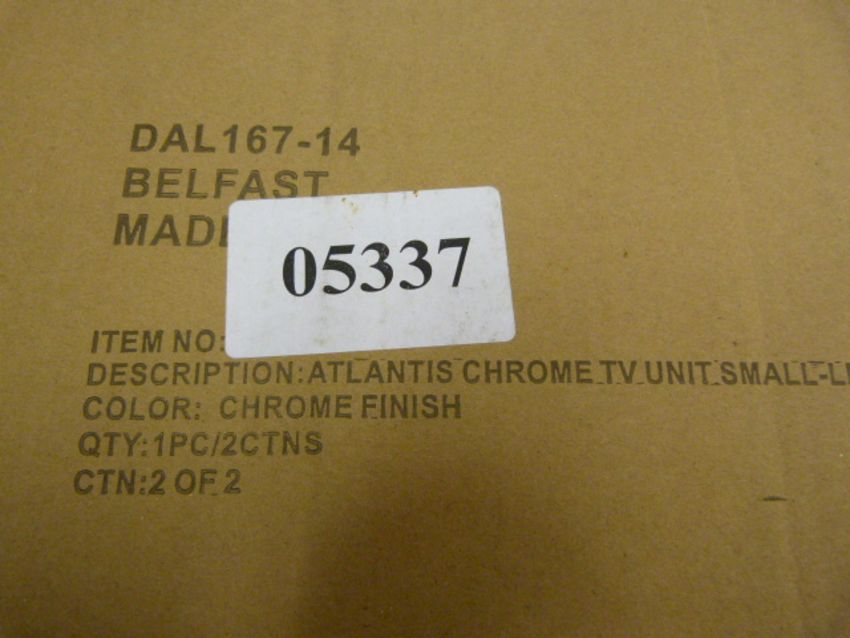 DAL167-14
BELFAST
MADE
05337
ITEM NO:
DESCRIPTION:ATLANTIS CHROME TV UNIT SMALL-
COLOR: CHROME FINISH
QTY:1PC/2CTNS
CTN:2 OF 2